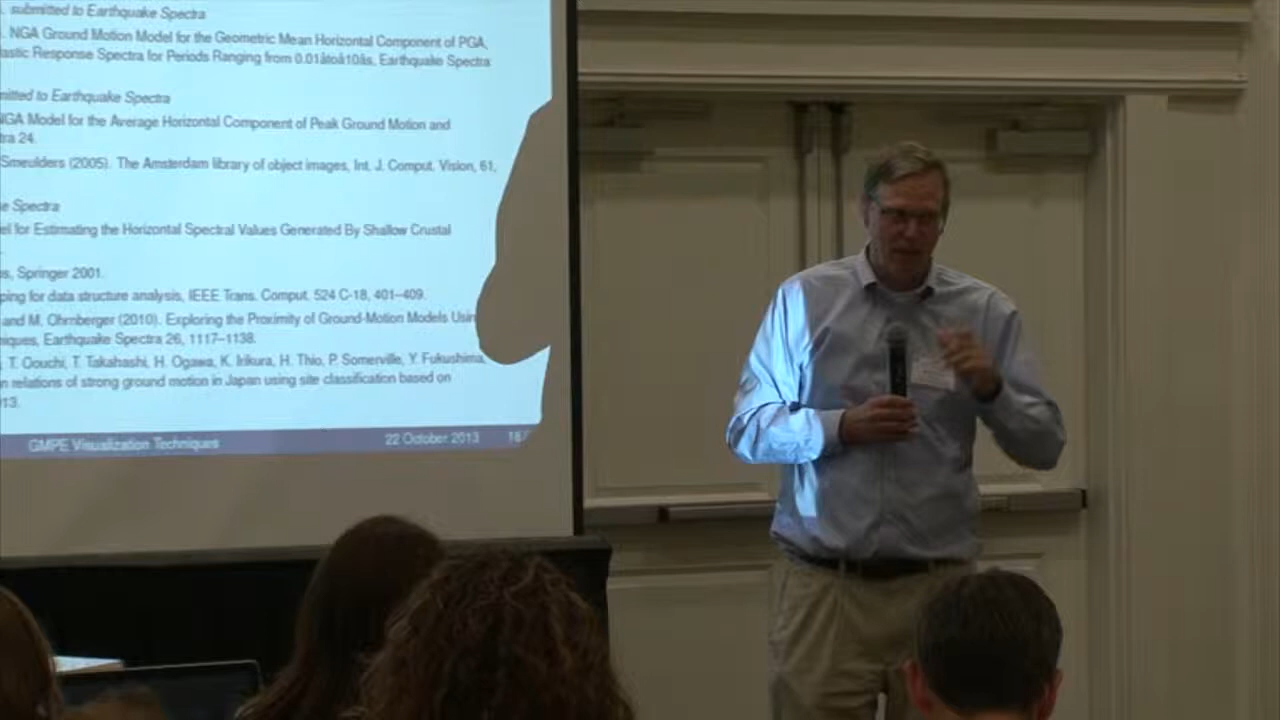 . submitted to Earthquake Spectra
. NGA Ground Motion Model for the Geometric Mean Horizontal Component of PGA,
lastic Response Spectra for Periods Ranging from 0.01âtoâ10âs, Earthquake Spectra
mitted to Earthquake Spectra
NGA Model for the Average Horizontal Component of Peak Ground Motion and
tra 24.
Smeulders (2005). The Amsterdam library of object images, Int. J. Comput. Vision, 61,
e Spectra
el for Estimating the Horizontal Spectral Values Generated By Shallow Crustal
s, Springer 2001.
ping for data structure analysis, IEEE Trans. Comput. 524 C-18, 401–409.
and M. Ohrnberger (2010). Exploring the Proximity of Ground-Motion Models Usin
niques, Earthquake Spectra 26, 1117–1138.
, T. Oouchi, T. Takahashi, H. Ogawa, K. Irikura, H. Thio, P. Somerville, Y. Fukushima,
n relations of strong ground motion in Japan using site classification based on
13.
GMPE Visualization Techniques 22 October 2013 16